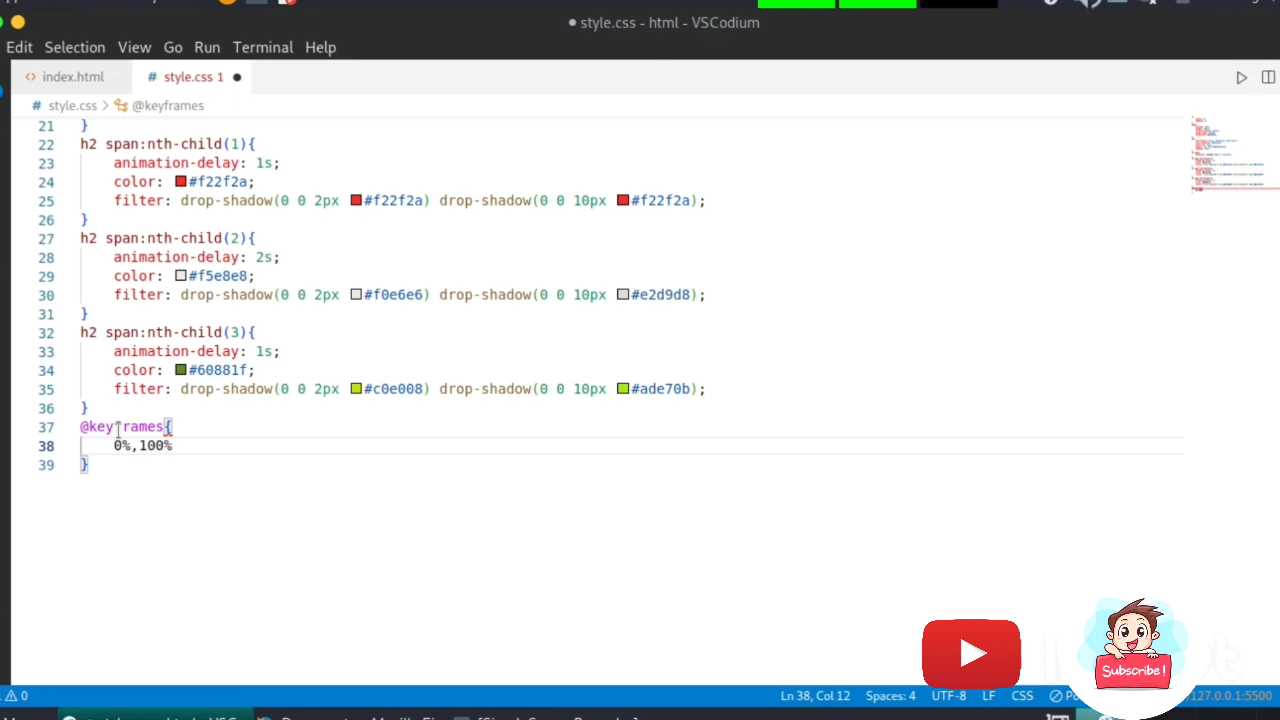 style.css - html - VSCodium
Edit Selection View Go Run Terminal Help
index.html # style.css 1
# style.css > @keyframes
21 }
22 h2 span:nth-child(1){
23 animation-delay: 1s;
24 color: #f22f2a;
25 filter: drop-shadow(0 0 2px #f22f2a) drop-shadow(0 0 10px #f22f2a);
26 }
27 h2 span:nth-child(2){
28 animation-delay: 2s;
29 color: #f5e8e8;
30 filter: drop-shadow(0 0 2px #f0e6e6) drop-shadow(0 0 10px #e2d9d8);
31 }
32 h2 span:nth-child(3){
33 animation-delay: 1s;
34 color: #60881f;
35 filter: drop-shadow(0 0 2px #c0e008) drop-shadow(0 0 10px #ade70b);
36 }
37 @keyframes{
38 0%,100%
39 }
Subscribe!
0 Ln 38, Col 12 Spaces: 4 UTF-8 LF CSS 127.0.0.1:5500